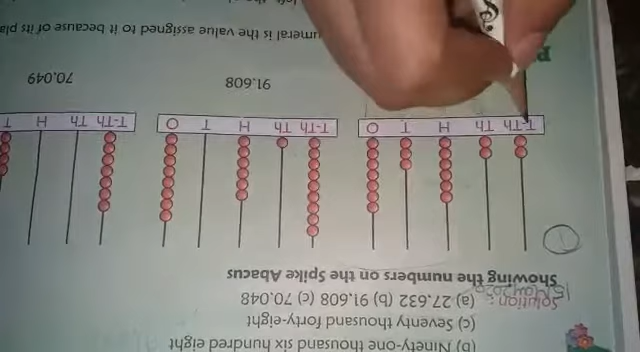 (b) Ninety-one thousand six hundred eight
(c) Seventy thousand forty-eight
Solution: (a) 27,632 (b) 91,608 (c) 70,048
Showing the numbers on the Spike Abacus
1
T-Th Th H T O T-Th Th H T O T-Th Th H T
91,608 70,049
umeral is the value assigned to it because of its pla